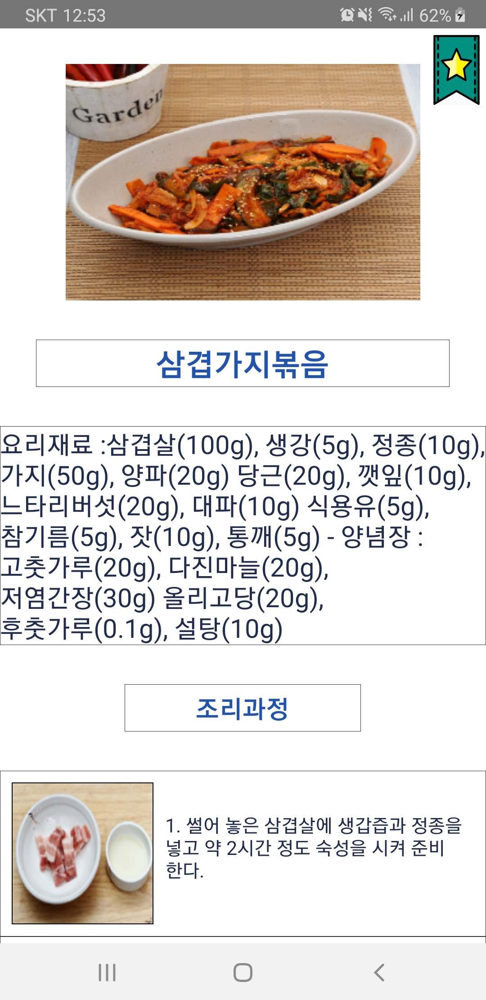 SKT 12:53 62%
Garden
삼겹가지볶음
요리재료 :삼겹살(100g), 생강(5g), 정종(10g),
가지(50g), 양파(20g) 당근(20g), 깻잎(10g),
느타리버섯(20g), 대파(10g) 식용유(5g),
참기름(5g), 잣(10g), 통깨(5g) - 양념장 :
고춧가루(20g), 다진마늘(20g),
저염간장(30g) 올리고당(20g),
후춧가루(0.1g), 설탕(10g)
조리과정
1. 썰어 놓은 삼겹살에 생갑즙과 정종을
넣고 약 2시간 정도 숙성을 시켜 준비
한다.